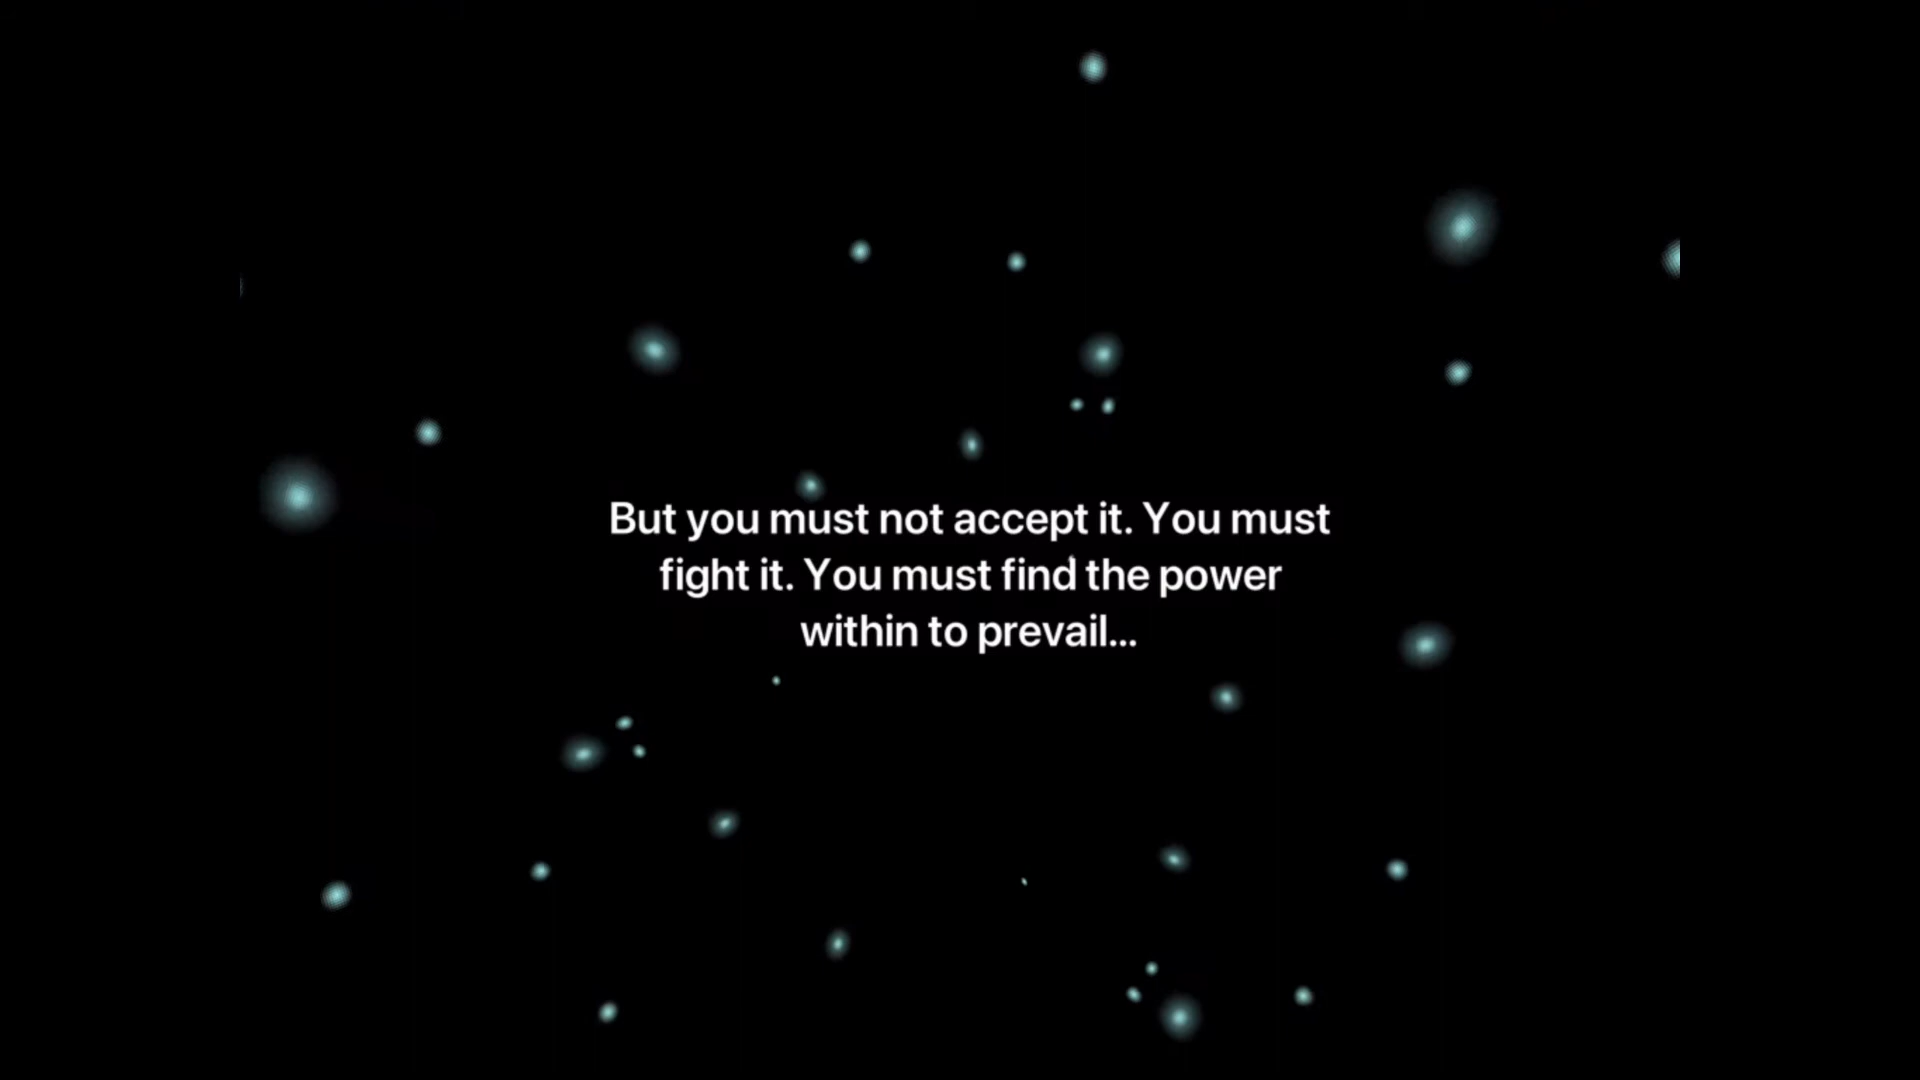 But you must not accept it. You must
fight it. You must find the power
within to prevail...